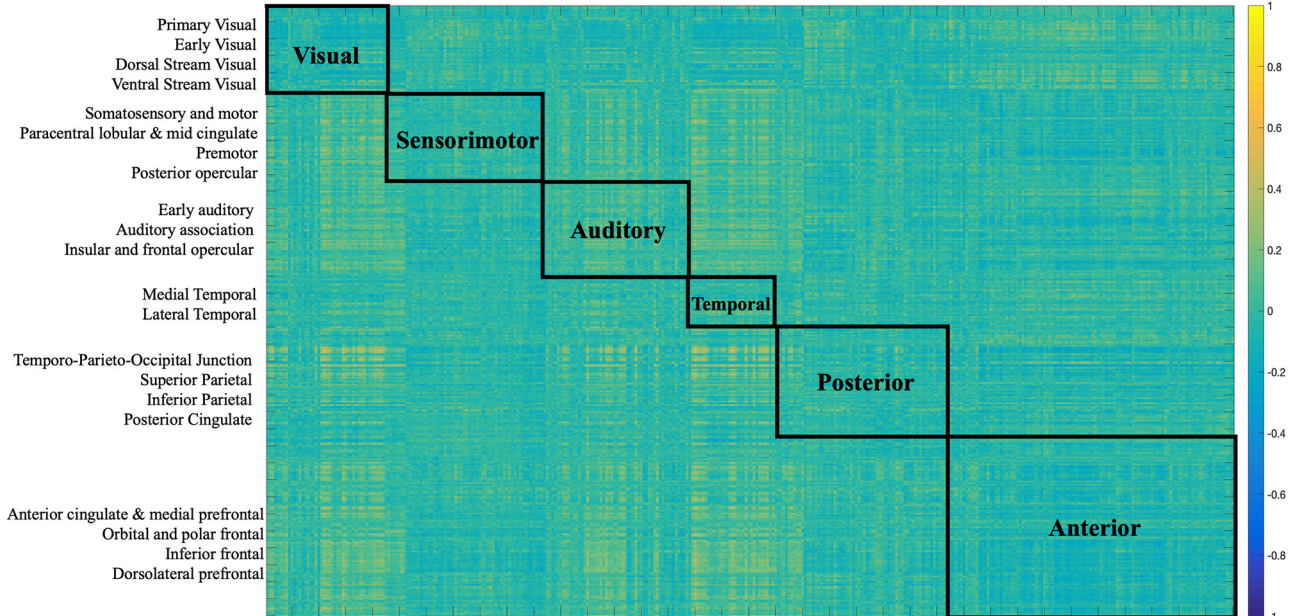 Primary Visual
Early Visual
Dorsal Stream Visual
Ventral Stream Visual
Visual
Somatosensory and motor
Paracentral lobular & mid cingulate
Premotor
Posterior opercular
Sensorimotor
Early auditory
Auditory association
Insular and frontal opercular
Auditory
Medial Temporal
Lateral Temporal
Temporal
Temporo-Parieto-Occipital Junction
Superior Parietal
Inferior Parietal
Posterior Cingulate
Posterior
Anterior cingulate & medial prefrontal
Orbital and polar frontal
Inferior frontal
Dorsolateral prefrontal
Anterior
1
0.8
0.6
0.4
0.2
0
-0.2
-0.4
-0.6
-0.8